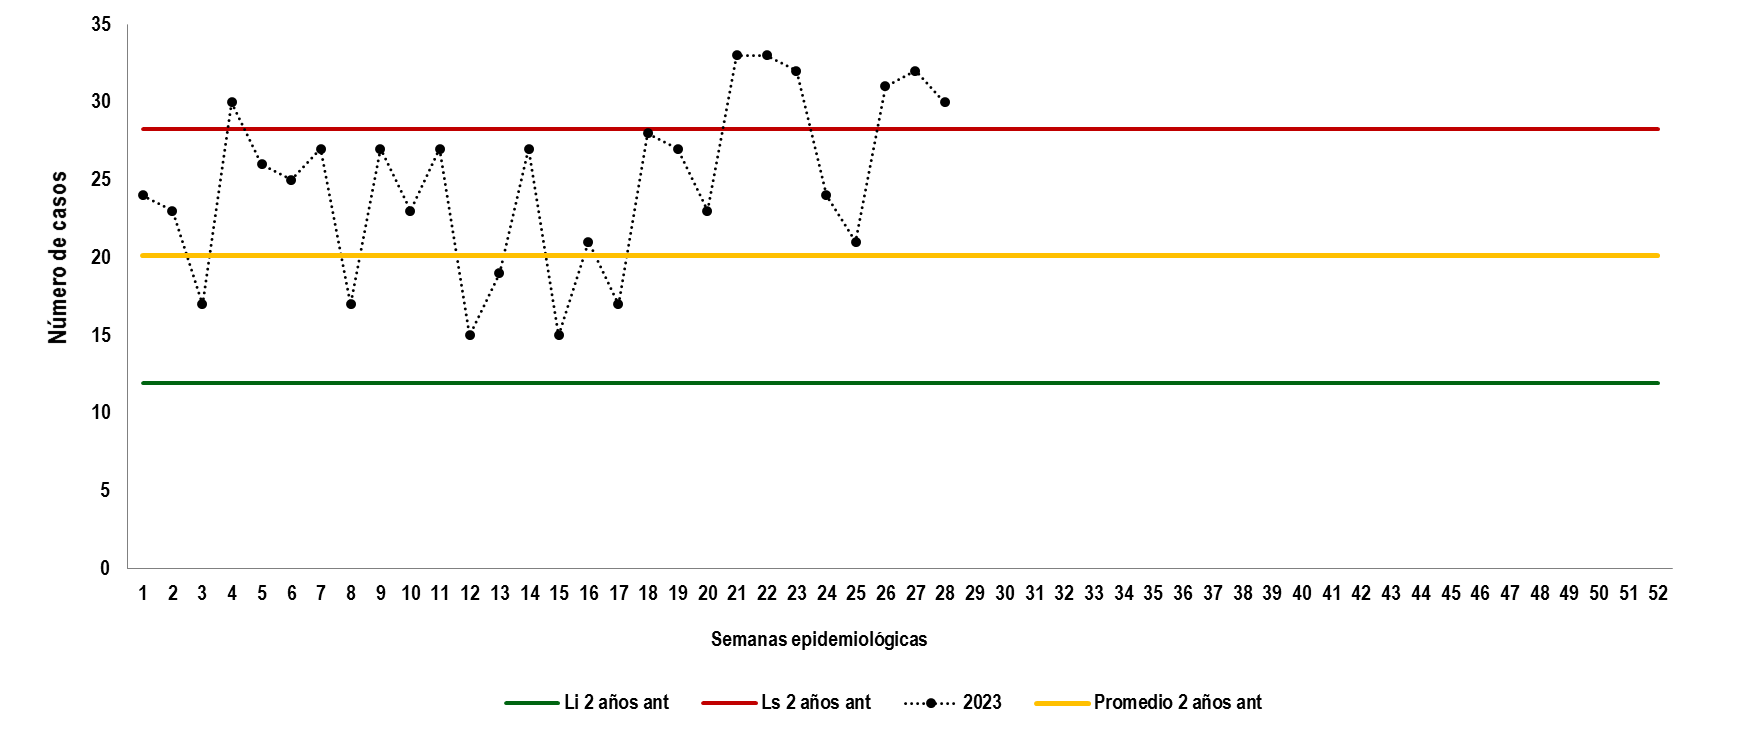 35
30
25
20
15
10
5
0
Número de casos
1 2 3 4 5 6 7 8 9 10 11 12 13 14 15 16 17 18 19 20 21 22 23 24 25 26 27 28 29 30 31 32 33 34 35 36 37 38 39 40 41 42 43 44 45 46 47 48 49 50 51 52
Semanas epidemiológicas
Li 2 años ant Ls 2 años ant 2023 Promedio 2 años ant